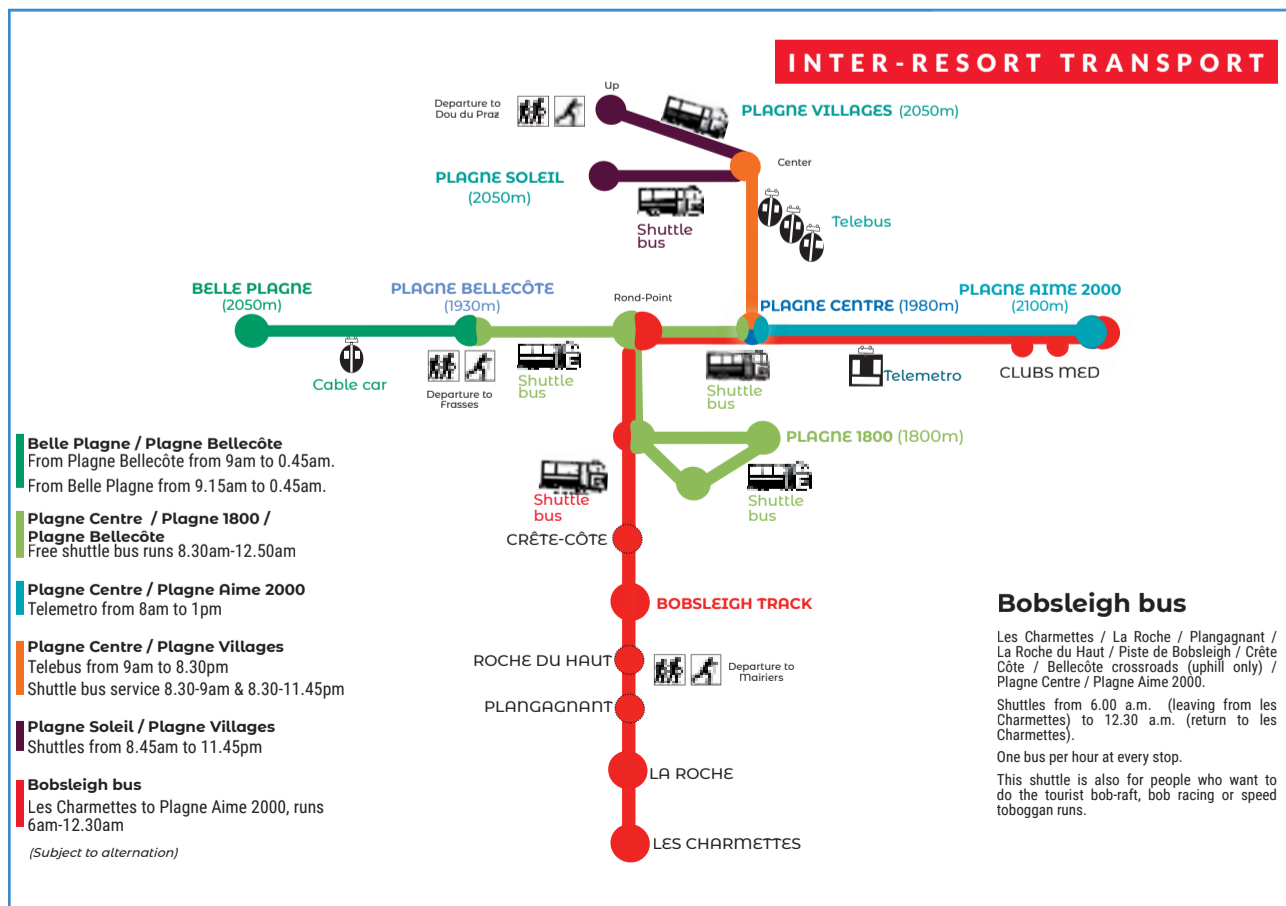 INTER-RESORT TRANSPORT
Up
Departure to
Dou du Praz
PLAGNE VILLAGES (2050m)
Center
PLAGNE SOLEIL
(2050m)
Shuttle
bus
Telebus
BELLE PLAGNE
(2050m)
PLAGNE BELLECÔTE
(1930m)
Rond-Point
PLAGNE CENTRE (1980m)
PLAGNE AIME 2000
(2100m)
Cable car
Departure to
Frasses
Shuttle
bus
Shuttle
bus
Telemetro
CLUBS MED
PLAGNE 1800 (1800m)
Shuttle
bus
Shuttle
bus
CRÊTE-CÔTE
BOBSLEIGH TRACK
ROCHE DU HAUT
Departure to
Mairiers
PLANGAGNANT
LA ROCHE
LES CHARMETTES
Belle Plagne / Plagne Bellecôte
From Plagne Bellecôte from 9am to 0.45am.
From Belle Plagne from 9.15am to 0.45am.
Plagne Centre / Plagne 1800 /
Plagne Bellecôte
Free shuttle bus runs 8.30am-12.50am
Plagne Centre / Plagne Aime 2000
Telemetro from 8am to 1pm
Plagne Centre / Plagne Villages
Telebus from 9am to 8.30pm
Shuttle bus service 8.30-9am & 8.30-11.45pm
Plagne Soleil / Plagne Villages
Shuttles from 8.45am to 11.45pm
Bobsleigh bus
Les Charmettes to Plagne Aime 2000, runs
6am-12.30am
(Subject to alternation)
Bobsleigh bus
Les Charmettes / La Roche / Plangagnant /
La Roche du Haut / Piste de Bobsleigh / Crête
Côte / Bellecôte crossroads (uphill only) /
Plagne Centre / Plagne Aime 2000.
Shuttles from 6.00 a.m. (leaving from les
Charmettes) to 12.30 a.m. (return to les
Charmettes).
One bus per hour at every stop.
This shuttle is also for people who want to
do the tourist bob-raft, bob racing or speed
toboggan runs.